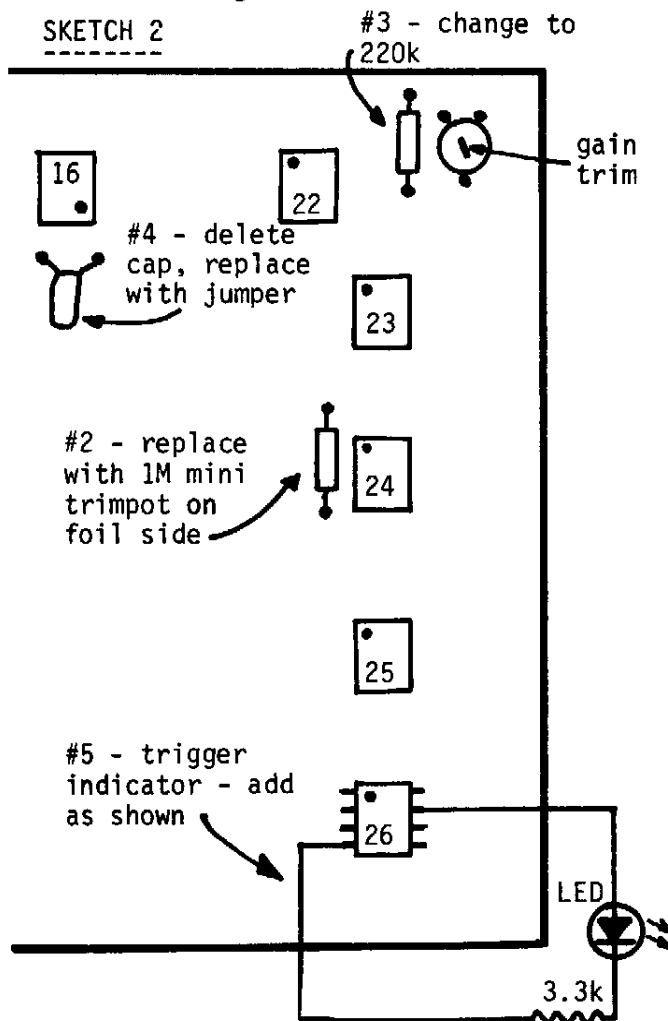 SKETCH 2
#3 - change to
220k
gain
trim
16
22
#4 - delete
cap, replace
with jumper
23
#2 - replace
with 1M mini
trimpot on
foil side
24
25
#5 - trigger
indicator - add
as shown
26
LED
3.3k